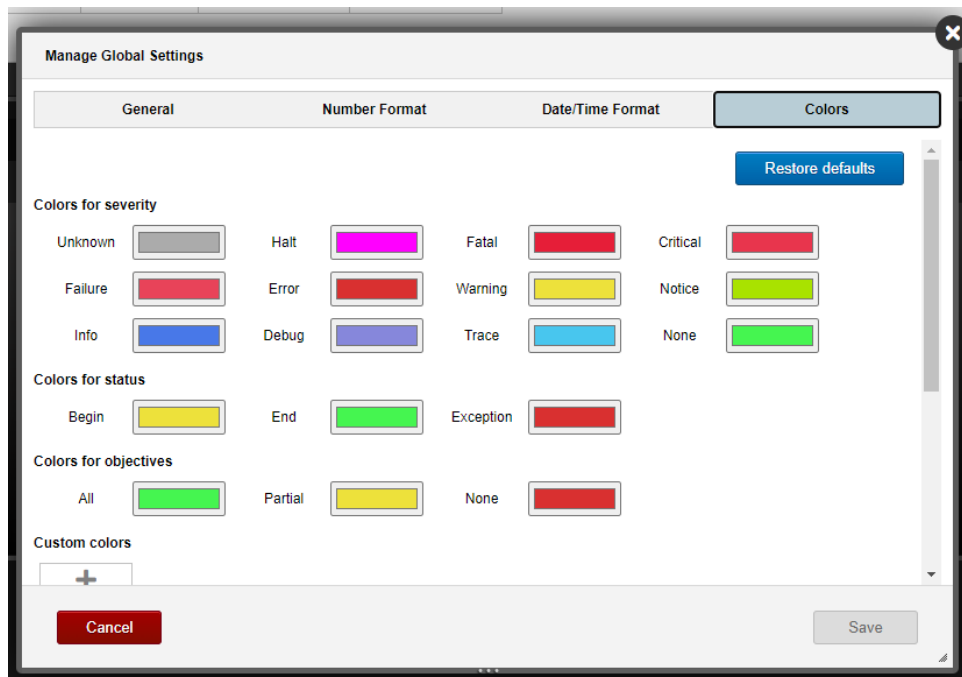 Manage Global Settings
General Number Format Date/Time Format Colors
Restore defaults
Colors for severity
Unknown Halt Fatal Critical
Failure Error Warning Notice
Info Debug Trace None
Colors for status
Begin End Exception
Colors for objectives
All Partial None
Custom colors
Cancel Save